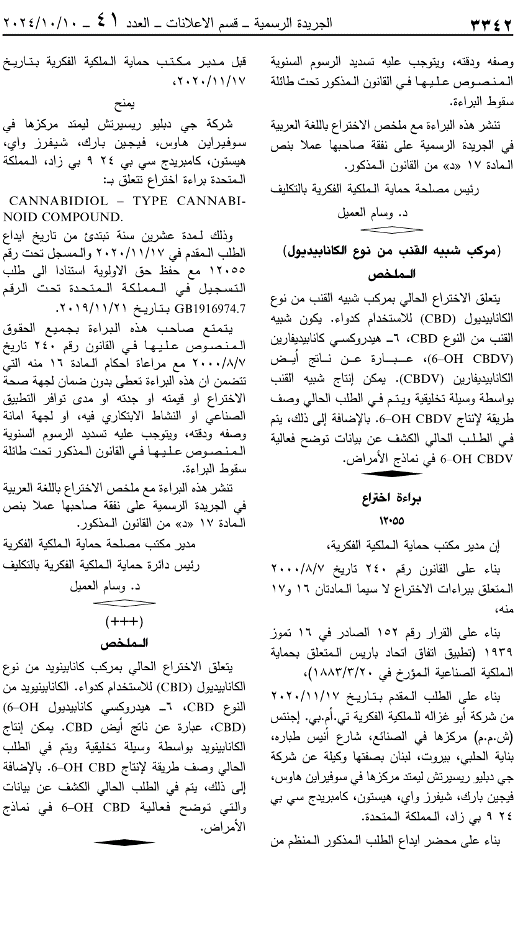 ٣٣٤٢
الجريدة الرسمية ــ قسم الاعلانات ــ العدد ٤١ ــ ٢٠٢٤/١٠/١٠
وصفه ودقته، ويتوجب عليه تسديد الرسوم السنوية
المنصوص عليها في القانون المذكور تحت طائلة
سقوط البراءة.
تنشر هذه البراءة مع ملخص الاختراع باللغة العربية
في الجريدة الرسمية على نفقة صاحبها عملا بنص
المادة ١٧ «د» من القانون المذكور.
رئيس مصلحة حماية الملكية الفكرية بالتكليف
د. وسام العميل
(مركب شبيه القنب من نوع الكانابيديول)
الملخص
يتعلق الاختراع الحالي بمركب شبيه القنب من نوع
الكانابيديول (CBD) للاستخدام كدواء. يكون شبيه
القنب من النوع CBD، ٦ــ هيدروكسي كانابيديفارين
(6–OH CBDV)، عبارة عن ناتج أيض
الكانابيديفارين (CBDV). يمكن إنتاج شبيه القنب
بواسطة وسيلة تخليقية ويتم في الطلب الحالي وصف
طريقة لإنتاج 6–OH CBDV. بالإضافة إلى ذلك، يتم
في الطلب الحالي الكشف عن بيانات توضح فعالية
6–OH CBDV في نماذج الأمراض.
براءة اختراع
١٢٠٥٥
إن مدير مكتب حماية الملكية الفكرية،
بناء على القانون رقم ٢٤٠ تاريخ ٢٠٠٠/٨/٧
المتعلق ببراءات الاختراع لا سيما المادتان ١٦ و١٧
منه،
بناء على القرار رقم ١٥٢ الصادر في ١٦ تموز
١٩٣٩ (تطبيق اتفاق اتحاد باريس المتعلق بحماية
الملكية الصناعية المؤرخ في ١٨٨٣/٣/٢٠)،
بناء على الطلب المقدم بتاريخ ٢٠٢٠/١١/١٧
من شركة أبو غزاله للملكية الفكرية تي.أم.بي. إجنتس
(ش.م.م) مركزها في الصنائع، شارع أنيس طباره،
بناية الحلبي، بيروت، لبنان بصفتها وكيلة عن شركة
جي دبليو ريسيرتش ليمتد مركزها في سوفيراين هاوس،
فيجين بارك، شيفرز واي، هيستون، كامبريدج سي بي
٢٤ ٩ بي زاد، المملكة المتحدة.
بناء على محضر ايداع الطلب المذكور المنظم من
قبل مدير مكتب حماية الملكية الفكرية بتاريخ
٢٠٢٠/١١/١٧،
يمنح
شركة جي دبليو ريسيرتش ليمتد مركزها في
سوفيراين هاوس، فيجين بارك، شيفرز واي،
هيستون، كامبريدج سي بي ٢٤ ٩ بي زاد، المملكة
المتحدة براءة اختراع تتعلق بـ:
CANNABIDIOL – TYPE CANNABI-
NOID COMPOUND.
وذلك لمدة عشرين سنة تبتدئ من تاريخ ايداع
الطلب المقدم في ٢٠٢٠/١١/١٧ والمسجل تحت رقم
١٢٠٥٥ مع حفظ حق الاولوية استنادا الى طلب
التسجيل في المملكة المتحدة تحت الرقم
GB1916974.7 بتاريخ ٢٠١٩/١١/٢١.
يتمتع صاحب هذه البراءة بجميع الحقوق
المنصوص عليها في القانون رقم ٢٤٠ تاريخ
٢٠٠٠/٨/٧ مع مراعاة احكام المادة ١٦ منه التي
تتضمن ان هذه البراءة تعطى بدون ضمان لجهة صحة
الاختراع او قيمته او جدته او مدى توافر التطبيق
الصناعي او النشاط الابتكاري فيه، او لجهة امانة
وصفه ودقته، ويتوجب عليه تسديد الرسوم السنوية
المنصوص عليها في القانون المذكور تحت طائلة
سقوط البراءة.
تنشر هذه البراءة مع ملخص الاختراع باللغة العربية
في الجريدة الرسمية على نفقة صاحبها عملا بنص
المادة ١٧ «د» من القانون المذكور.
مدير مكتب مصلحة حماية الملكية الفكرية
رئيس دائرة حماية الملكية الفكرية بالتكليف
د. وسام العميل
(+++)
الملخص
يتعلق الاختراع الحالي بمركب كانابينويد من نوع
الكانابيديول (CBD) للاستخدام كدواء. الكانابينويد من
النوع CBD، ٦ــ هيدروكسي كانابيديول (6–OH
CBD)، عبارة عن ناتج أيض CBD. يمكن إنتاج
الكانابينويد بواسطة وسيلة تخليقية ويتم في الطلب
الحالي وصف طريقة لإنتاج 6–OH CBD. بالإضافة
إلى ذلك، يتم في الطلب الحالي الكشف عن بيانات
والتي توضح فعالية 6–OH CBD في نماذج
الأمراض.